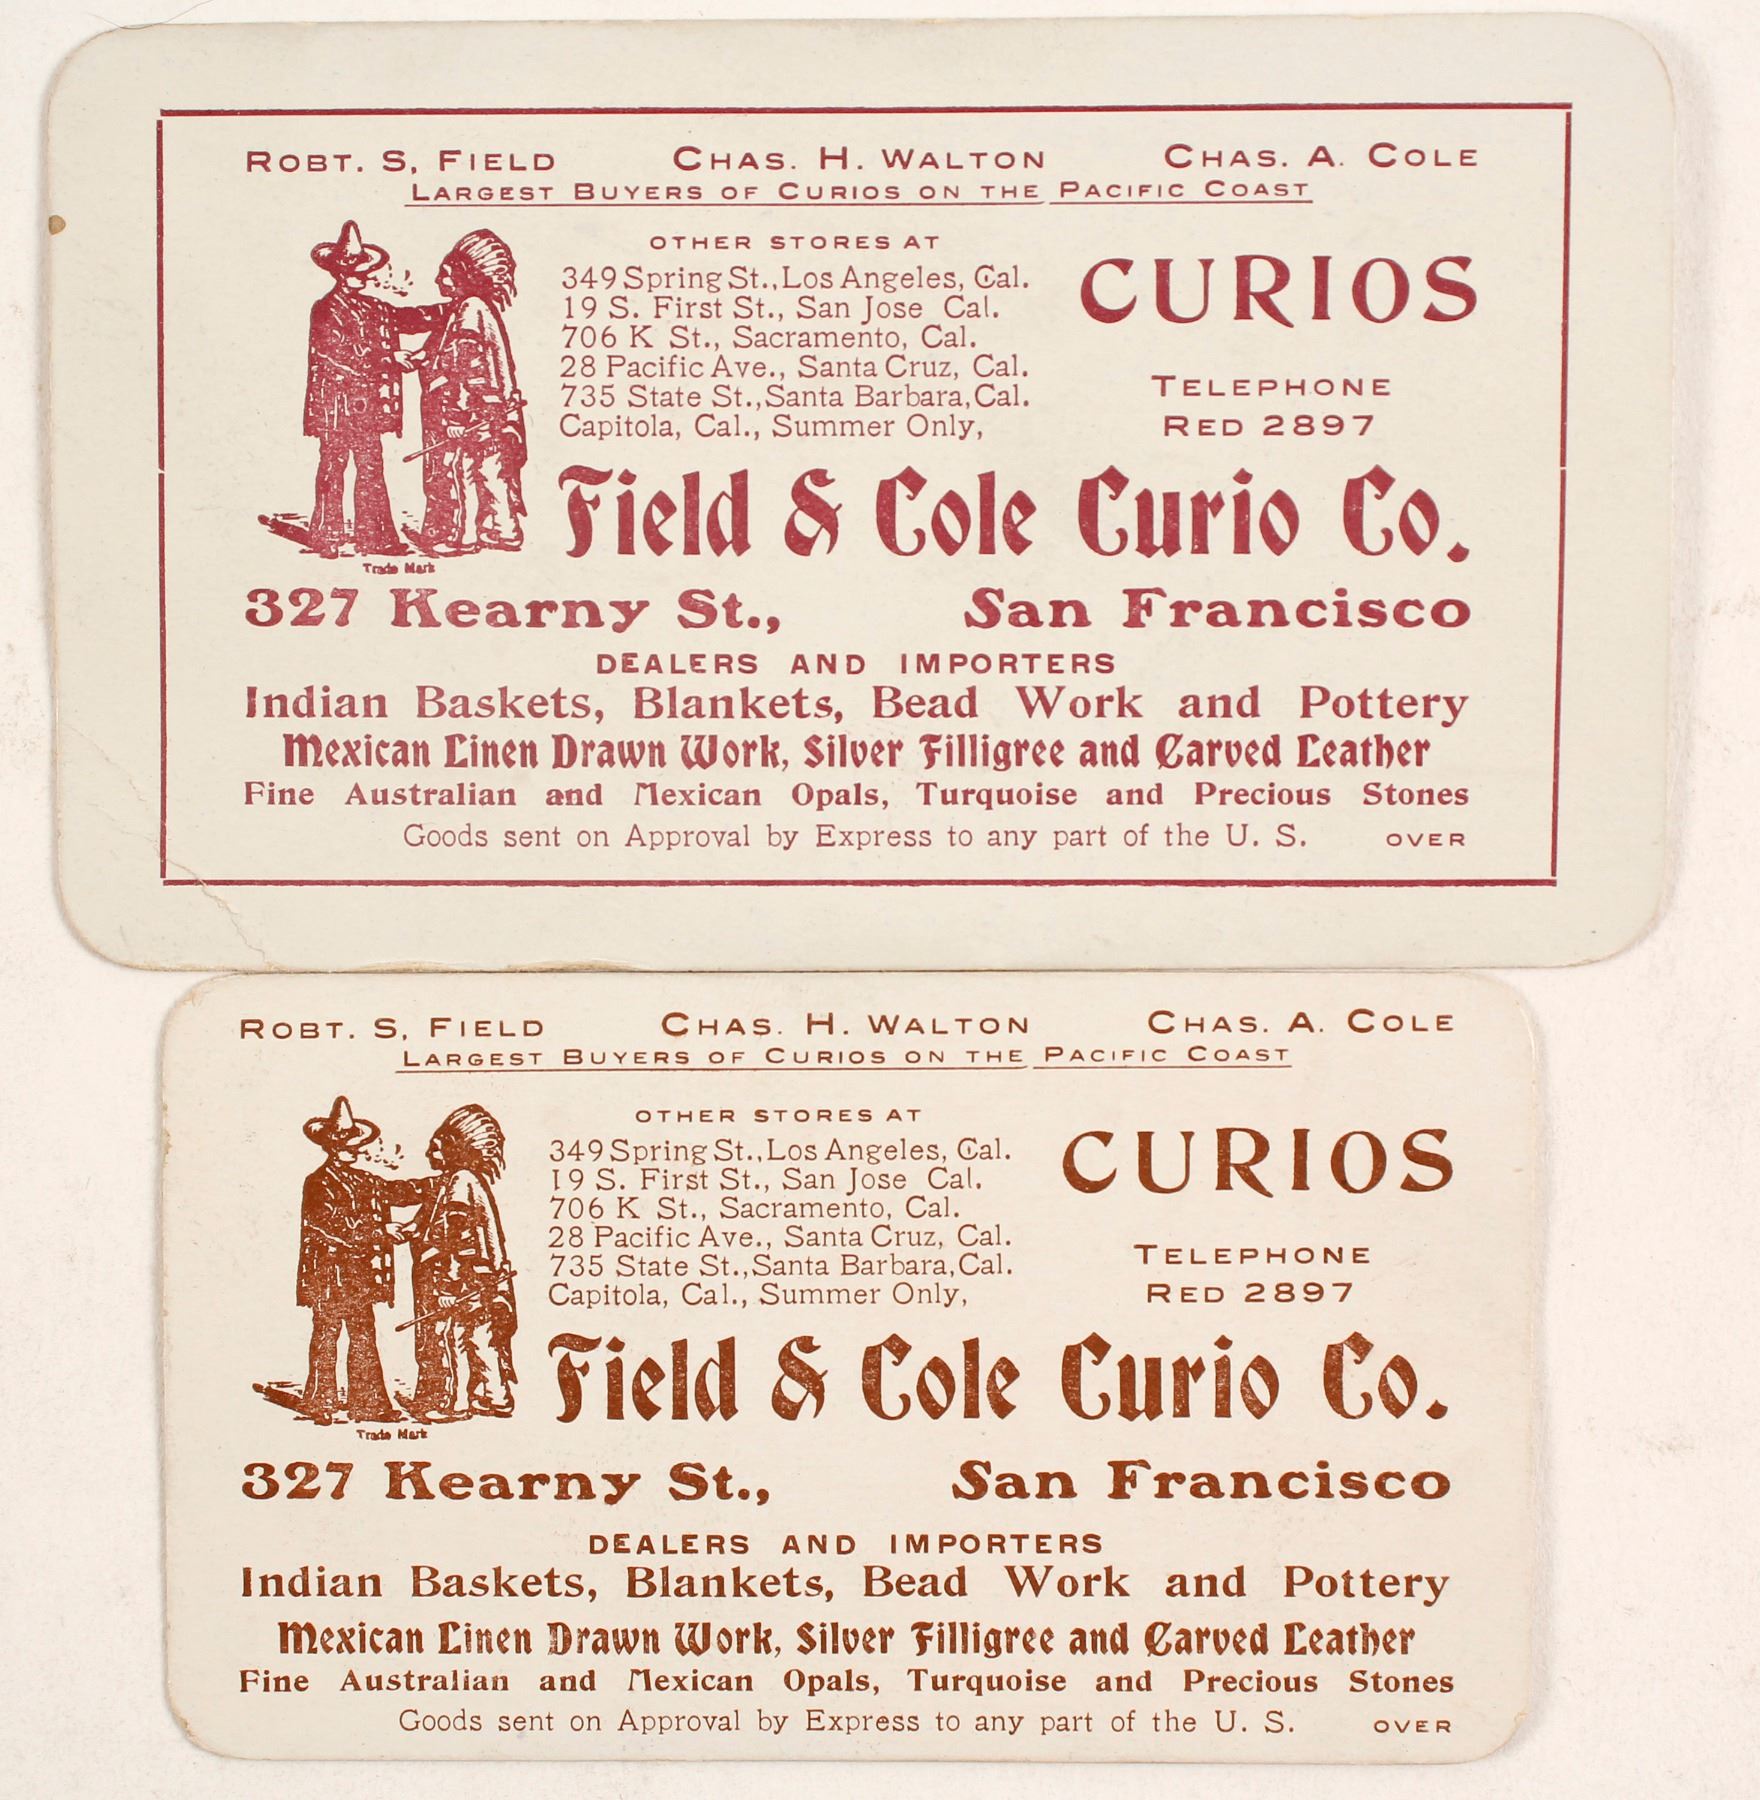 ROBT. S, FIELD CHAS. H. WALTON CHAS. A. COLE
LARGEST BUYERS OF CURIOS ON THE PACIFIC COAST
OTHER STORES AT
349 Spring St., Los Angeles, Cal.
19 S. First St., San Jose Cal.
706 K St., Sacramento, Cal.
28 Pacific Ave., Santa Cruz, Cal.
735 State St., Santa Barbara, Cal.
Capitola, Cal., Summer Only,
CURIOS
TELEPHONE
RED 2897
Field & Cole Curio Co.
Trade Mark
327 Kearny St., San Francisco
DEALERS AND IMPORTERS
Indian Baskets, Blankets, Bead Work and Pottery
Mexican Linen Drawn Work, Silver Filligree and Carved Leather
Fine Australian and Mexican Opals, Turquoise and Precious Stones
Goods sent on Approval by Express to any part of the U. S. OVER
ROBT. S, FIELD CHAS. H. WALTON CHAS. A. COLE
LARGEST BUYERS OF CURIOS ON THE PACIFIC COAST
OTHER STORES AT
349 Spring St., Los Angeles, Cal.
19 S. First St., San Jose Cal.
706 K St., Sacramento, Cal.
28 Pacific Ave., Santa Cruz, Cal.
735 State St., Santa Barbara, Cal.
Capitola, Cal., Summer Only,
CURIOS
TELEPHONE
RED 2897
Field & Cole Curio Co.
Trade Mark
327 Kearny St., San Francisco
DEALERS AND IMPORTERS
Indian Baskets, Blankets, Bead Work and Pottery
Mexican Linen Drawn Work, Silver Filligree and Carved Leather
Fine Australian and Mexican Opals, Turquoise and Precious Stones
Goods sent on Approval by Express to any part of the U. S. OVER